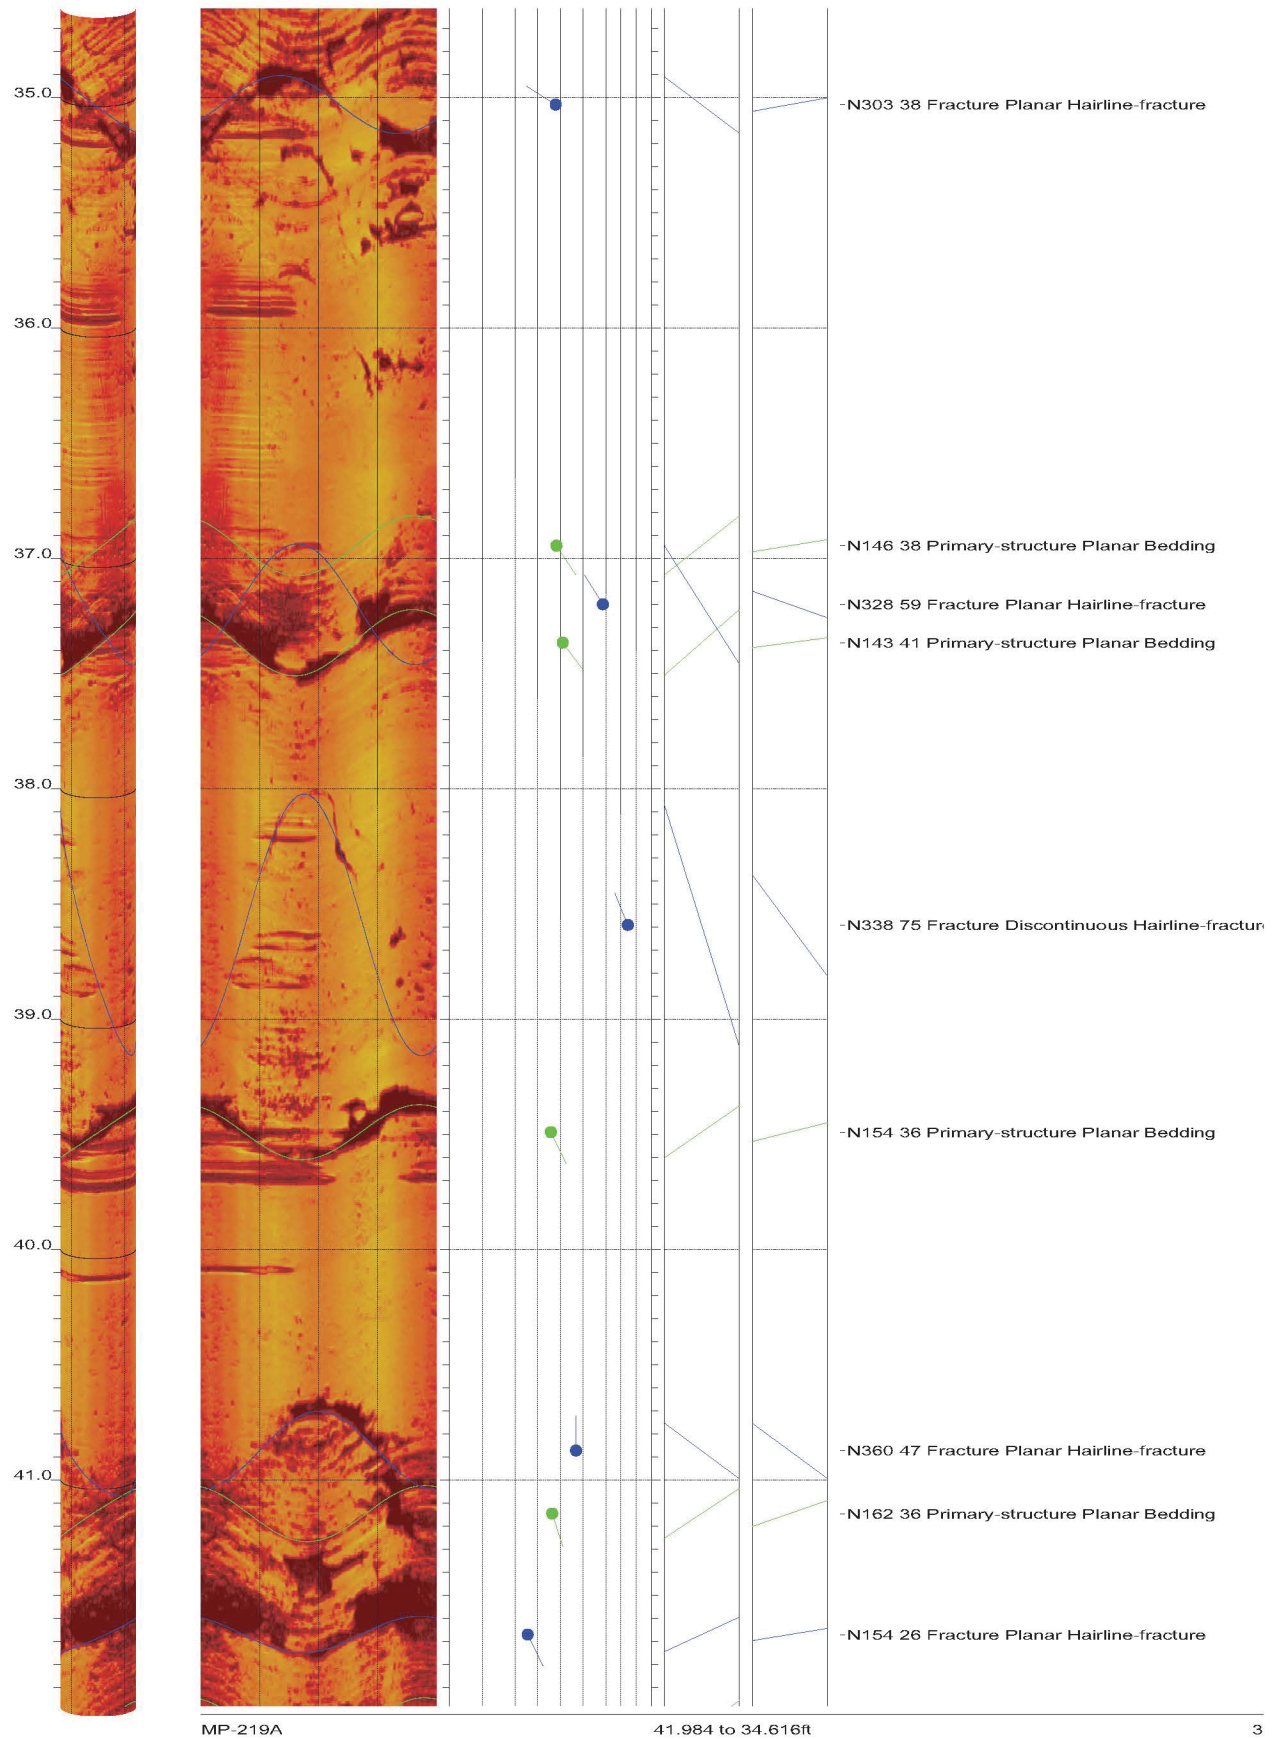 35.0
-N303 38 Fracture Planar Hairline-fracture
36.0
-N146 38 Primary-structure Planar Bedding
37.0
-N328 59 Fracture Planar Hairline-fracture
-N143 41 Primary-structure Planar Bedding
38.0
-N338 75 Fracture Discontinuous Hairline-fractur
39.0
-N154 36 Primary-structure Planar Bedding
40.0
-N360 47 Fracture Planar Hairline-fracture
41.0
-N162 36 Primary-structure Planar Bedding
-N154 26 Fracture Planar Hairline-fracture
MP-219A 41.984 to 34.616ft 3